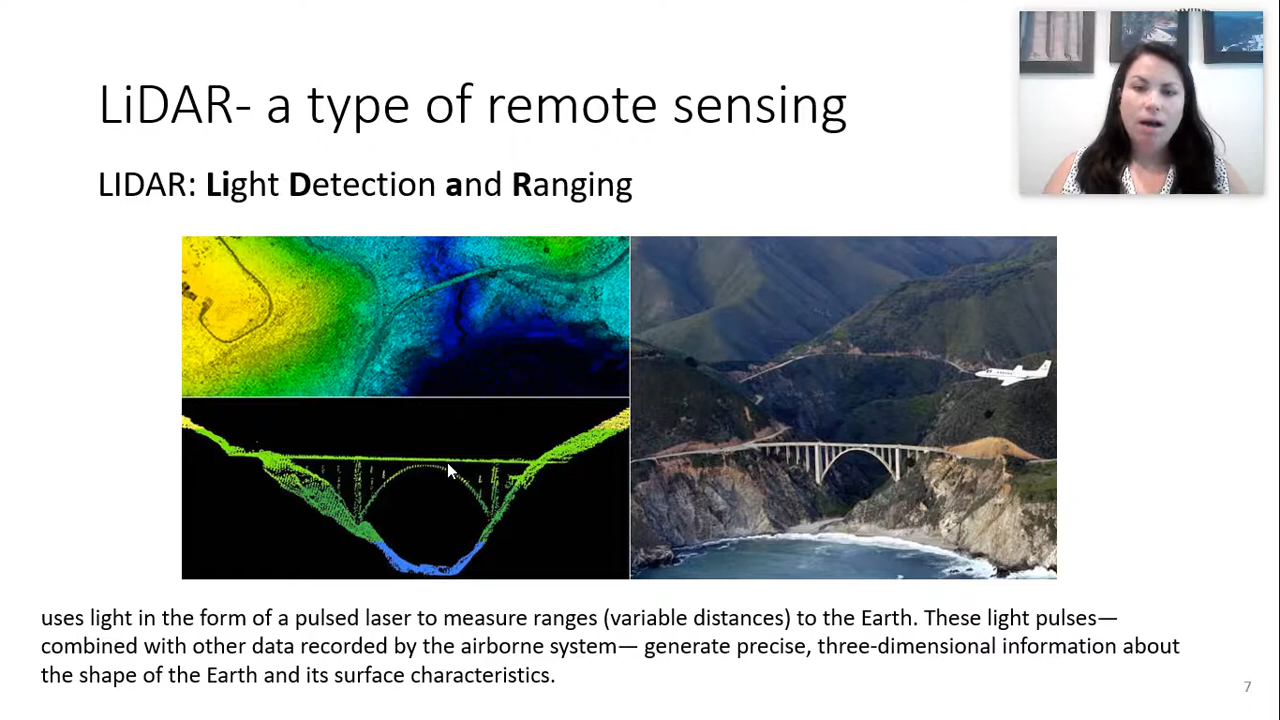 LiDAR- a type of remote sensing
LIDAR: Light Detection and Ranging
uses light in the form of a pulsed laser to measure ranges (variable distances) to the Earth. These light pulses—
combined with other data recorded by the airborne system— generate precise, three-dimensional information about
the shape of the Earth and its surface characteristics.
7